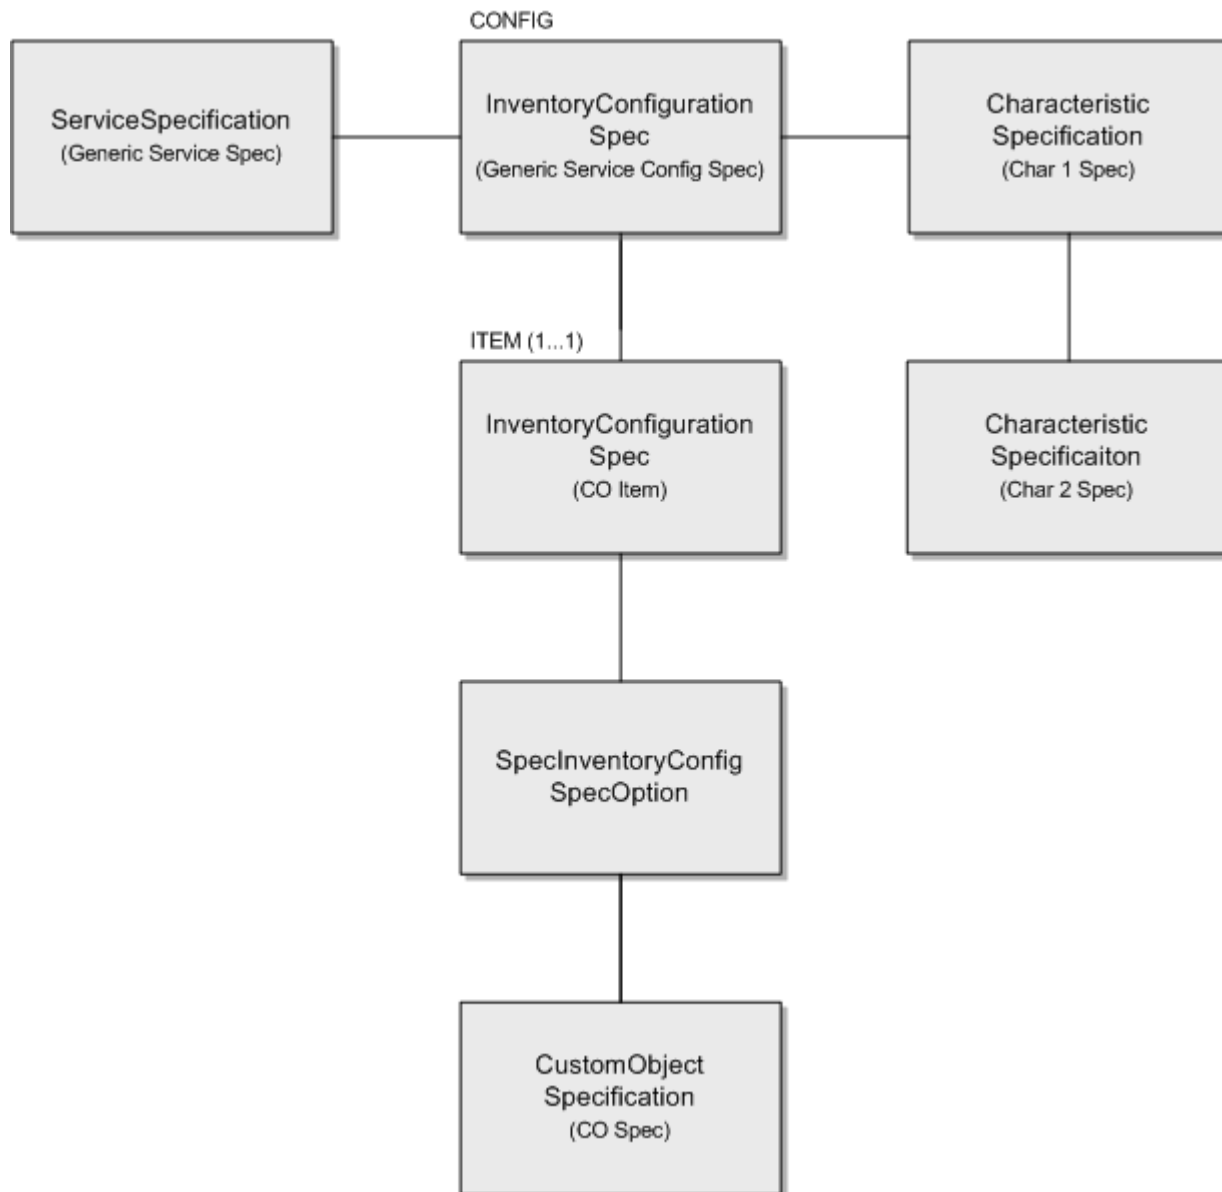 CONFIG
ServiceSpecification
(Generic Service Spec)
InventoryConfiguration
Spec
(Generic Service Config Spec)
Characteristic
Specification
(Char 1 Spec)
ITEM (1...1)
InventoryConfiguration
Spec
(CO Item)
Characteristic
Specificaiton
(Char 2 Spec)
SpecInventoryConfig
SpecOption
CustomObject
Specification
(CO Spec)